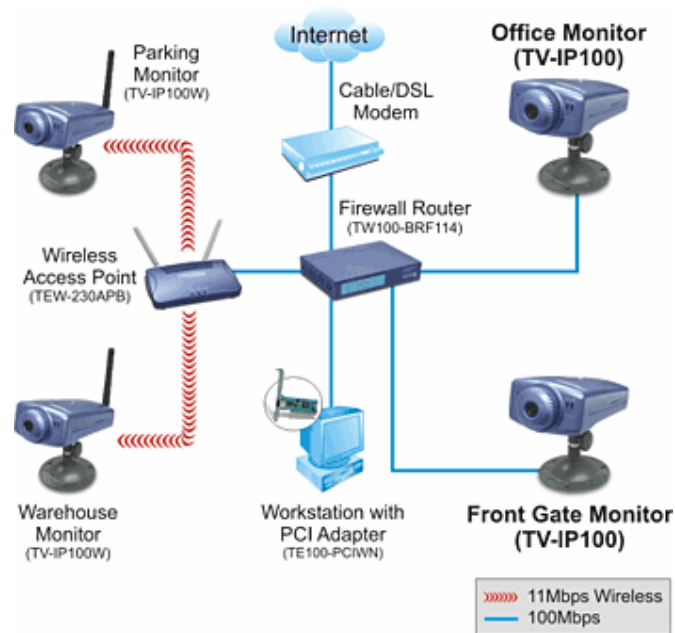 Internet
Office Monitor
(TV-IP100)
Parking
Monitor
(TV-IP100W)
Cable/DSL
Modem
Firewall Router
(TW100-BRF114)
Wireless
Access Point
(TEW-230APB)
Warehouse
Monitor
(TV-IP100W)
Workstation with
PCI Adapter
(TE100-PCIWN)
Front Gate Monitor
(TV-IP100)
11Mbps Wireless
100Mbps